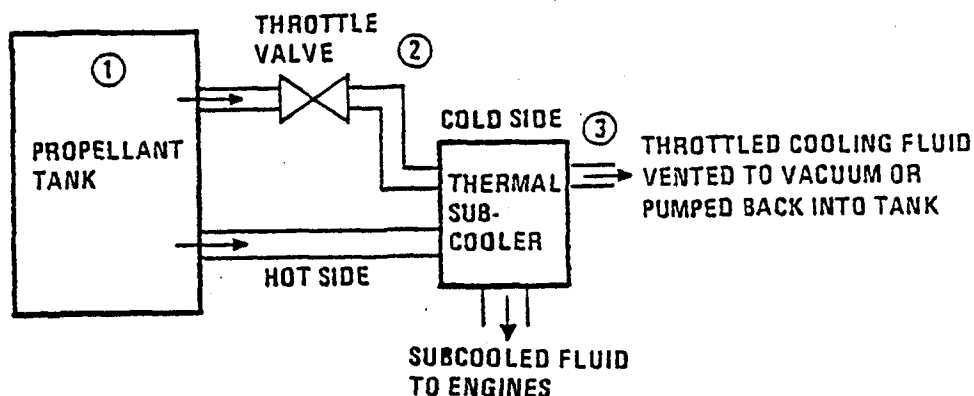 THROTTLE
VALVE
①
②
PROPELLANT
TANK
COLD SIDE
③
THROTTLED COOLING FLUID
VENTED TO VACUUM OR
PUMPED BACK INTO TANK
THERMAL
SUB-
COOLER
HOT SIDE
SUBCOOLED FLUID
TO ENGINES